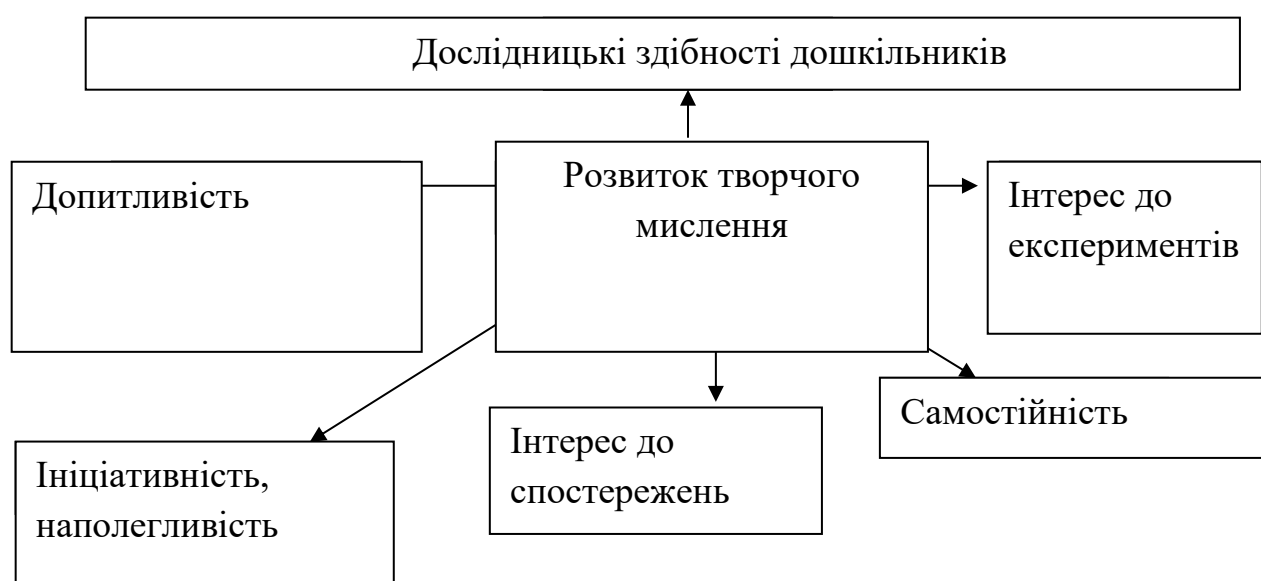 Дослідницькі здібності дошкільників
Допитливість
Розвиток творчого
мислення
Інтерес до
експериментів
Самостійність
Інтерес до
спостережень
Ініціативність,
наполегливість